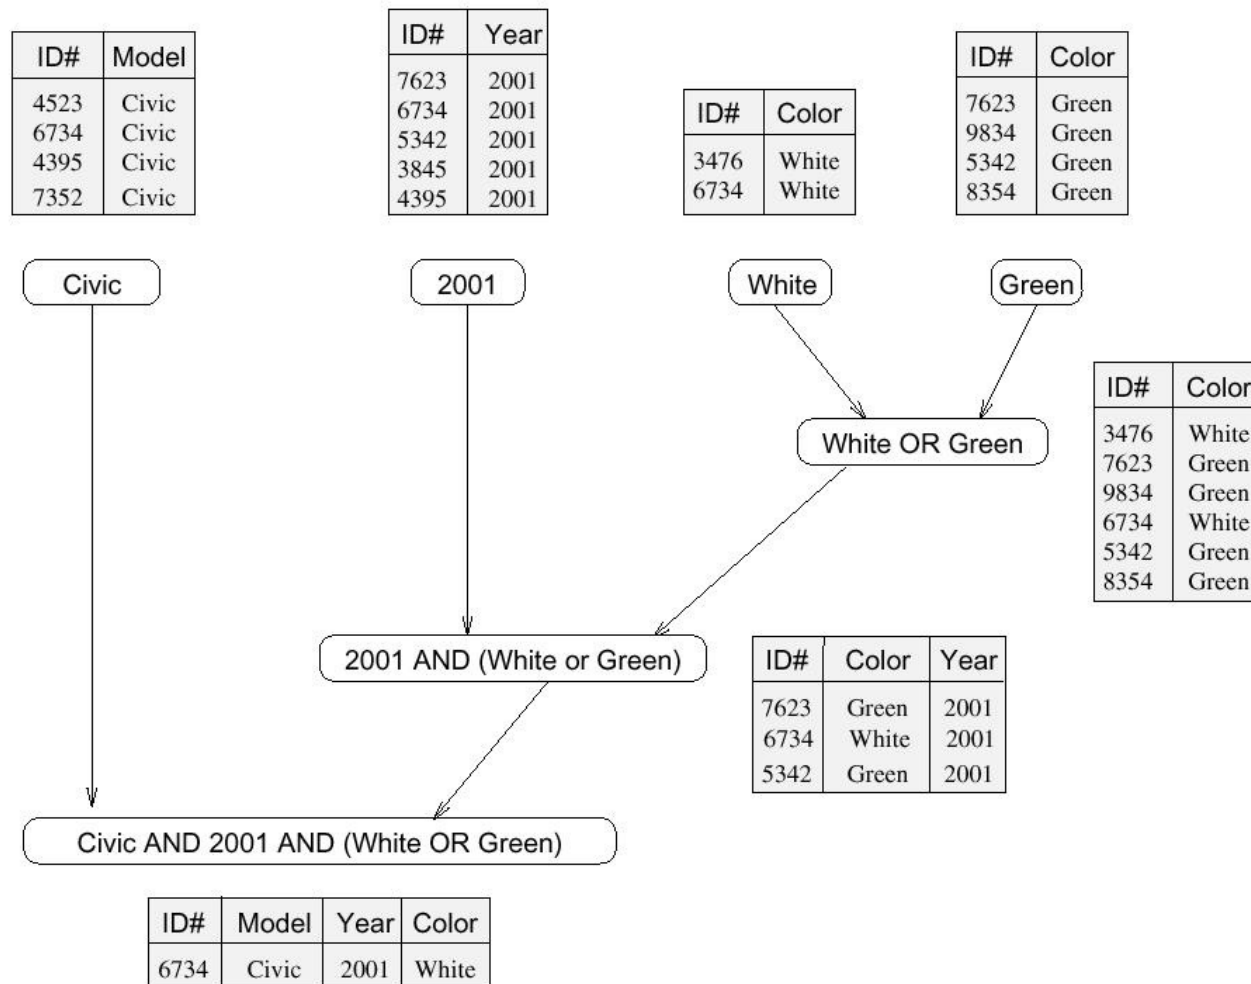 ID# Model
4523 Civic
6734 Civic
4395 Civic
7352 Civic
ID# Year
7623 2001
6734 2001
5342 2001
3845 2001
4395 2001
ID# Color
3476 White
6734 White
ID# Color
7623 Green
9834 Green
5342 Green
8354 Green
Civic
2001
White
Green
White OR Green
ID# Color
3476 White
7623 Green
9834 Green
6734 White
5342 Green
8354 Green
2001 AND (White or Green)
ID# Color Year
7623 Green 2001
6734 White 2001
5342 Green 2001
Civic AND 2001 AND (White OR Green)
ID# Model Year Color
6734 Civic 2001 White